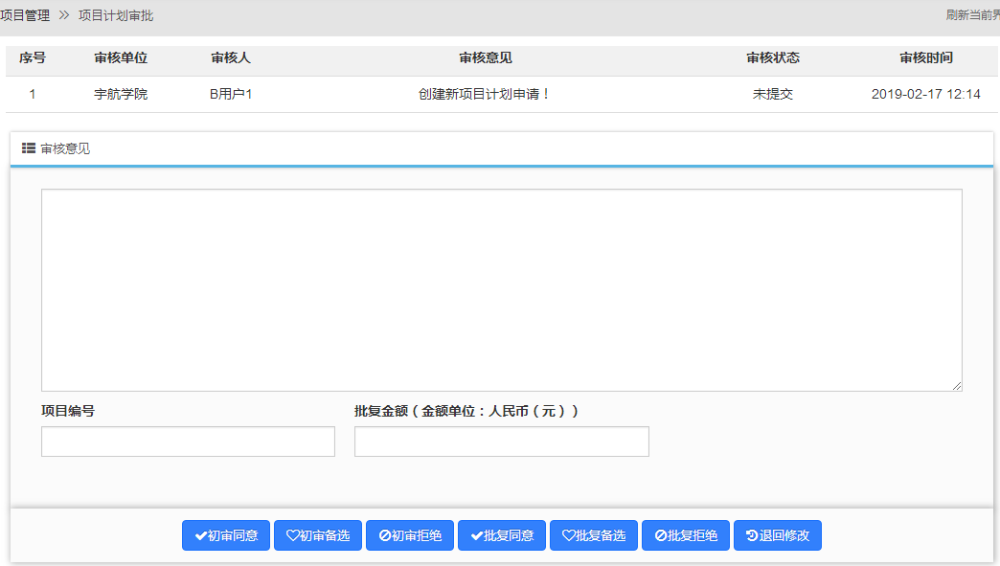 项目管理 >> 项目计划审批 刷新当前界
序号 审核单位 审核人 审核意见 审核状态 审核时间
1 宇航学院 B用户1 创建新项目计划申请！ 未提交 2019-02-17 12:14
审核意见
项目编号 批复金额（金额单位：人民币（元））
初审同意 初审备选 初审拒绝 批复同意 批复备选 批复拒绝 退回修改